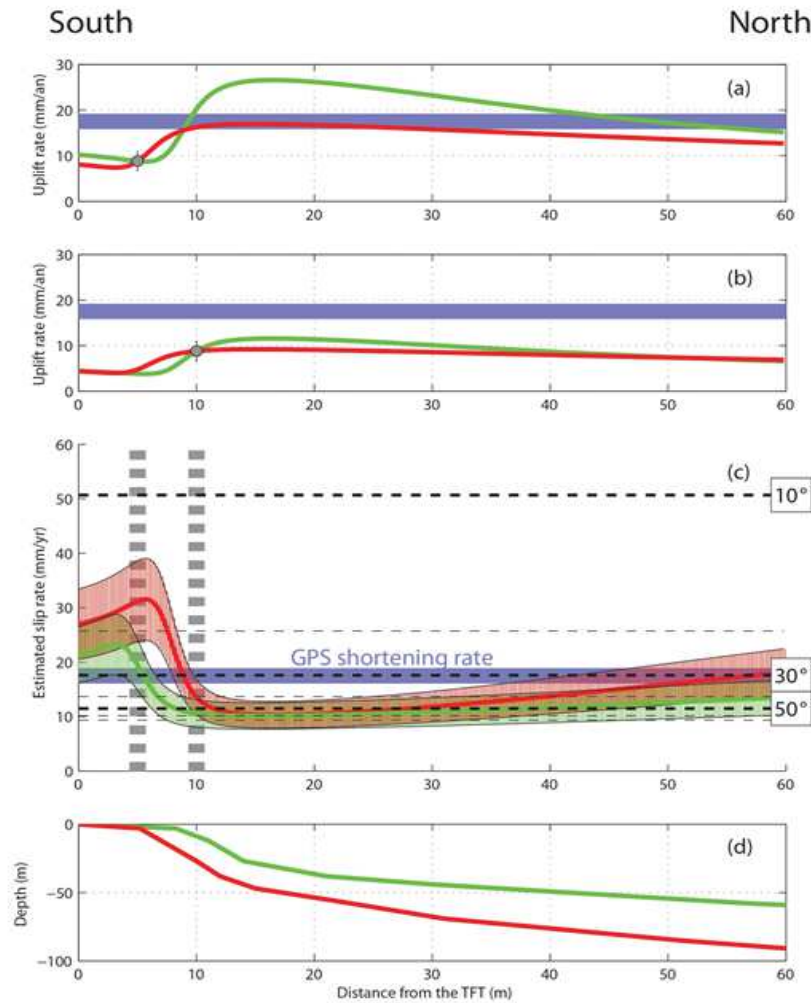 South North
30
20
10
0
Uplift rate (mm/an)
(a)
0 10 20 30 40 50 60
30
20
10
0
Uplift rate (mm/an)
(b)
0 10 20 30 40 50 60
60
50
40
30
20
10
0
Estimated slip rate (mm/yr)
(c)
10°
GPS shortening rate
30°
50°
0 10 20 30 40 50 60
0
−50
−100
Depth (m)
(d)
0 10 20 30 40 50 60
Distance from the TFT (m)